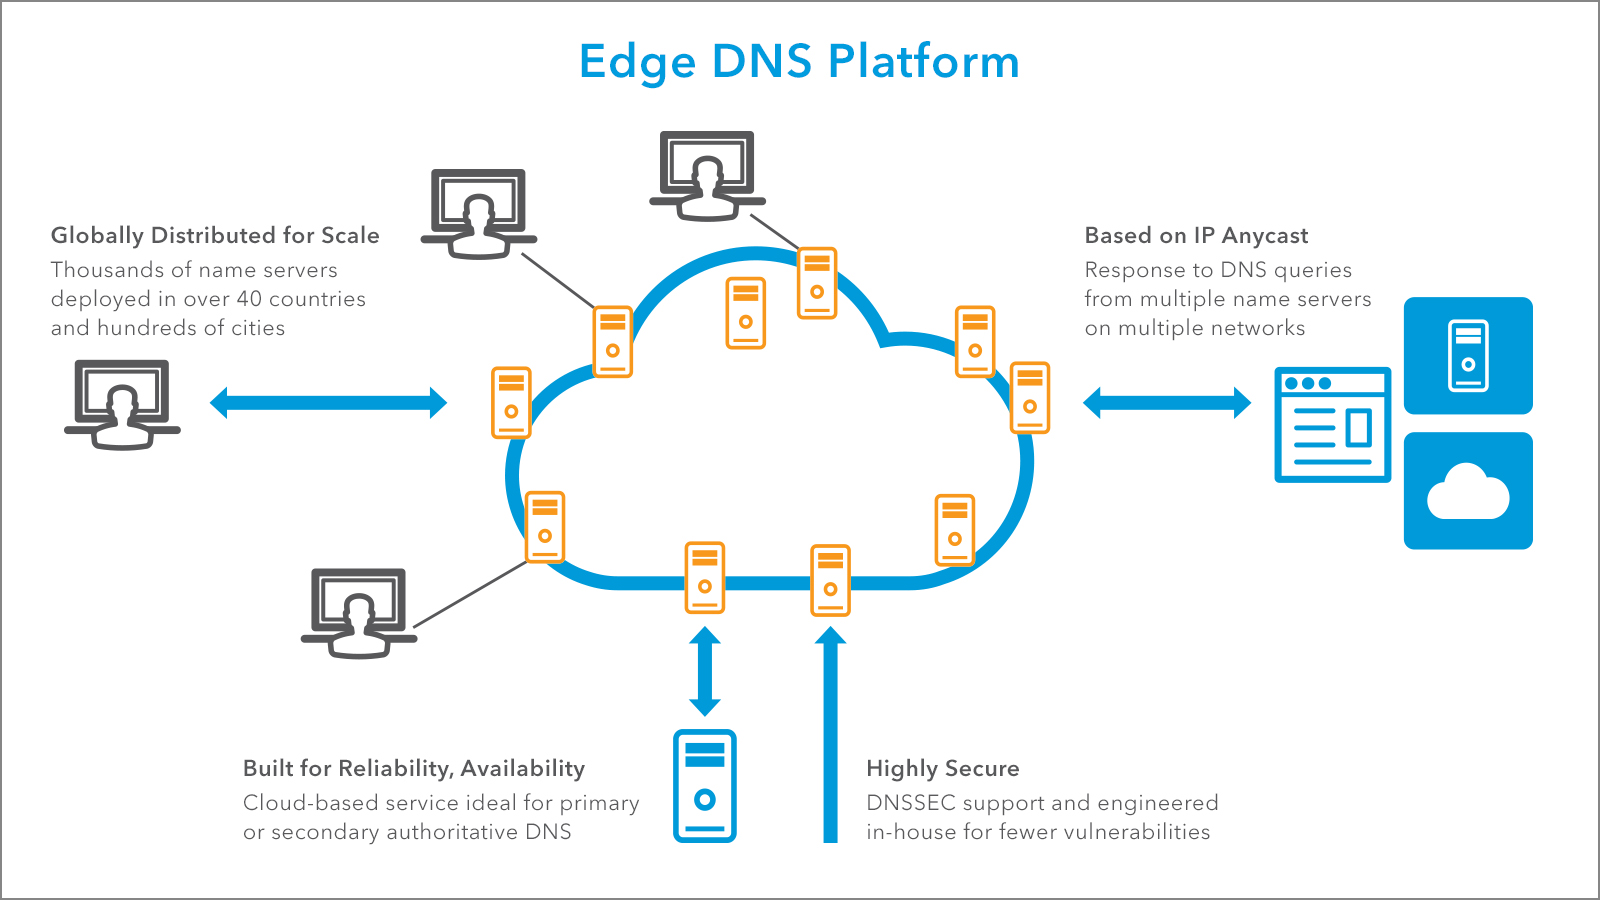 Edge DNS Platform
Globally Distributed for Scale
Thousands of name servers
deployed in over 40 countries
and hundreds of cities
Based on IP Anycast
Response to DNS queries
from multiple name servers
on multiple networks
Built for Reliability, Availability
Cloud-based service ideal for primary
or secondary authoritative DNS
Highly Secure
DNSSEC support and engineered
in-house for fewer vulnerabilities